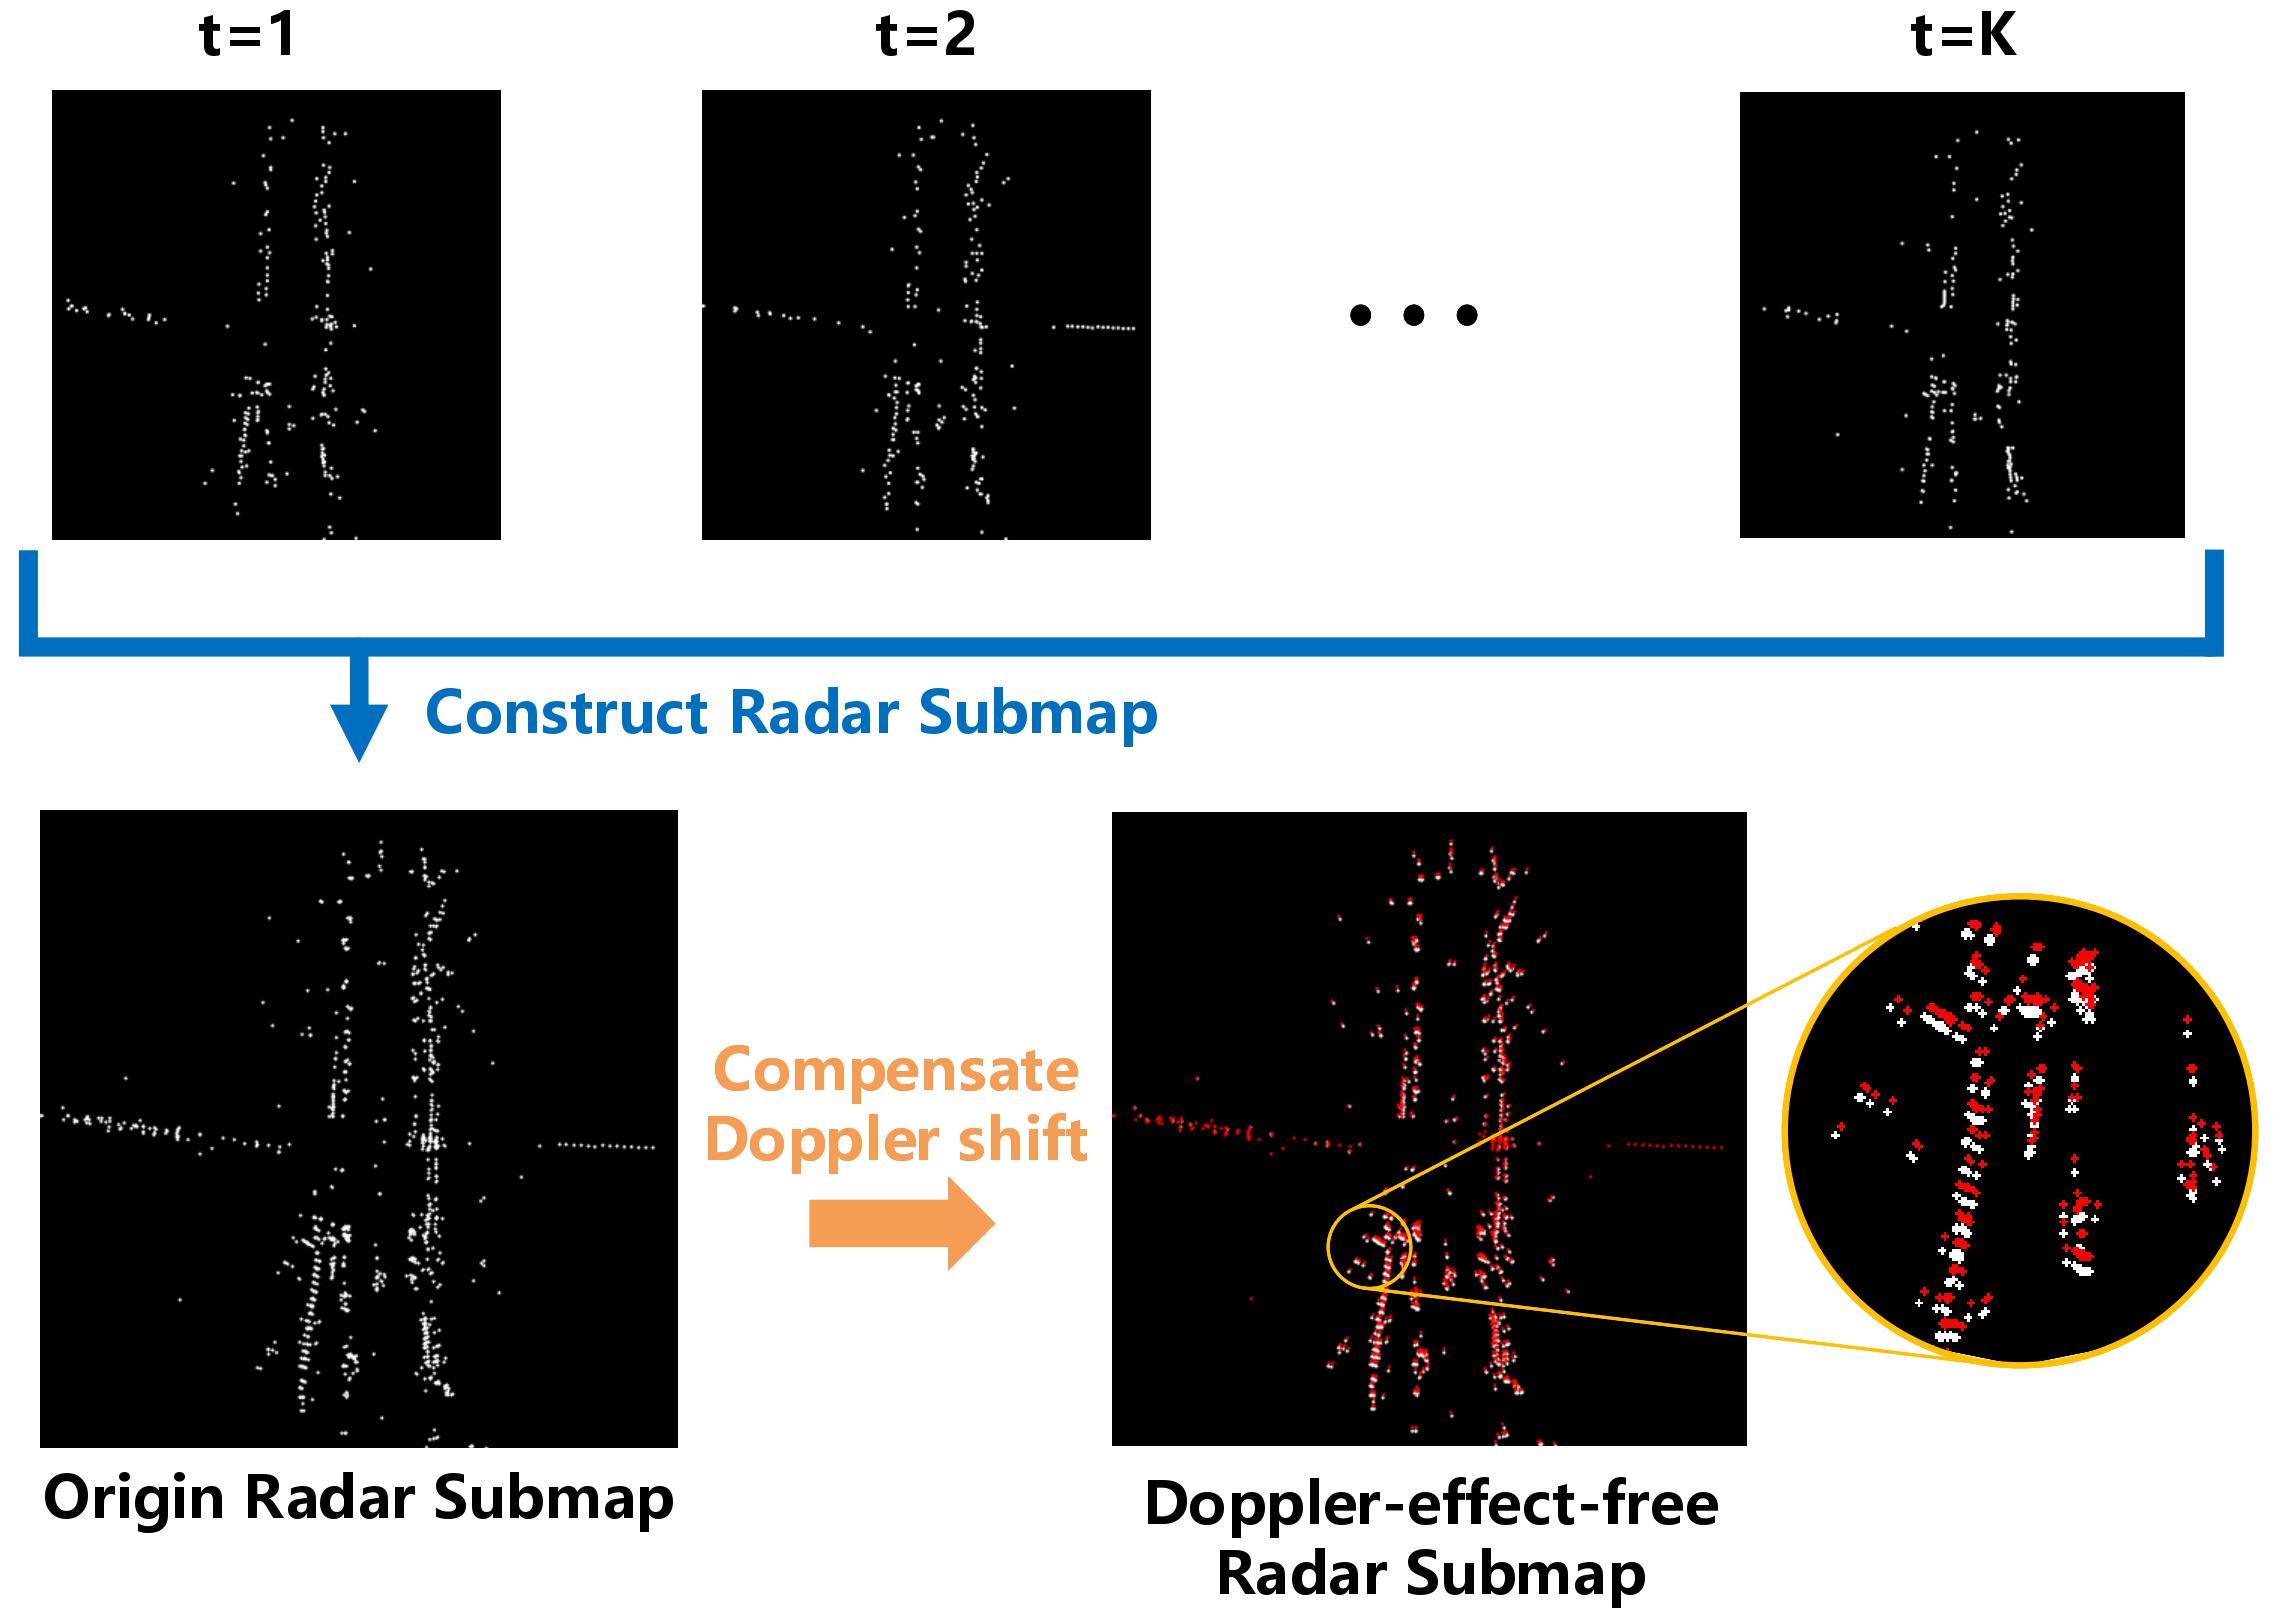 t=1
t=2
t=K
Construct Radar Submap
Compensate
Doppler shift
Origin Radar Submap
Doppler-effect-free
Radar Submap